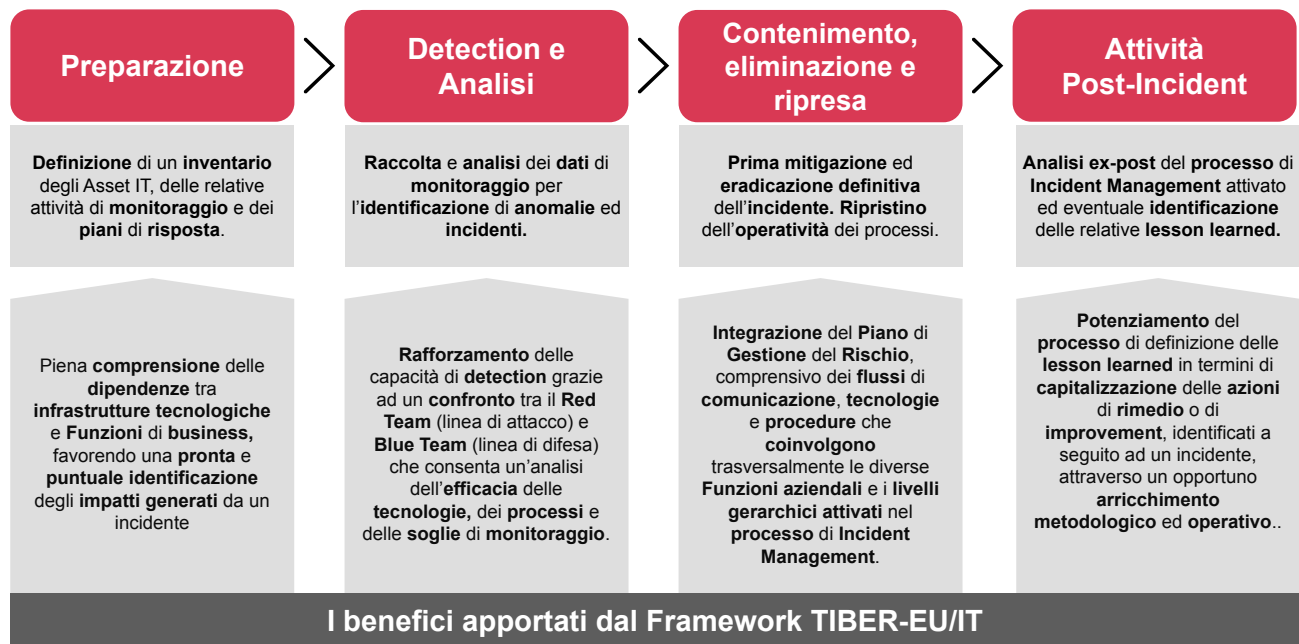 Preparazione
Detection e
Analisi
Contenimento,
eliminazione e
ripresa
Attività
Post-Incident
Definizione di un inventario
degli Asset IT, delle relative
attività di monitoraggio e dei
piani di risposta.
Raccolta e analisi dei dati di
monitoraggio per
l'identificazione di anomalie ed
incidenti.
Prima mitigazione ed
eradicazione definitiva
dell'incidente. Ripristino
dell'operatività dei processi.
Analisi ex-post del processo di
Incident Management attivato
ed eventuale identificazione
delle relative lesson learned.
Piena comprensione delle
dipendenze tra
infrastrutture tecnologiche
e Funzioni di business,
favorendo una pronta e
puntuale identificazione
degli impatti generati da un
incidente
Rafforzamento delle
capacità di detection grazie
ad un confronto tra il Red
Team (linea di attacco) e
Blue Team (linea di difesa)
che consenta un'analisi
dell'efficacia delle
tecnologie, dei processi e
delle soglie di monitoraggio.
Integrazione del Piano di
Gestione del Rischio,
comprensivo dei flussi di
comunicazione, tecnologie
e procedure che
coinvolgono
trasversalmente le diverse
Funzioni aziendali e i livelli
gerarchici attivati nel
processo di Incident
Management.
Potenziamento del
processo di definizione delle
lesson learned in termini di
capitalizzazione delle azioni
di rimedio o di
improvement, identificati a
seguito ad un incidente,
attraverso un opportuno
arricchimento
metodologico ed operativo..
I benefici apportati dal Framework TIBER-EU/IT